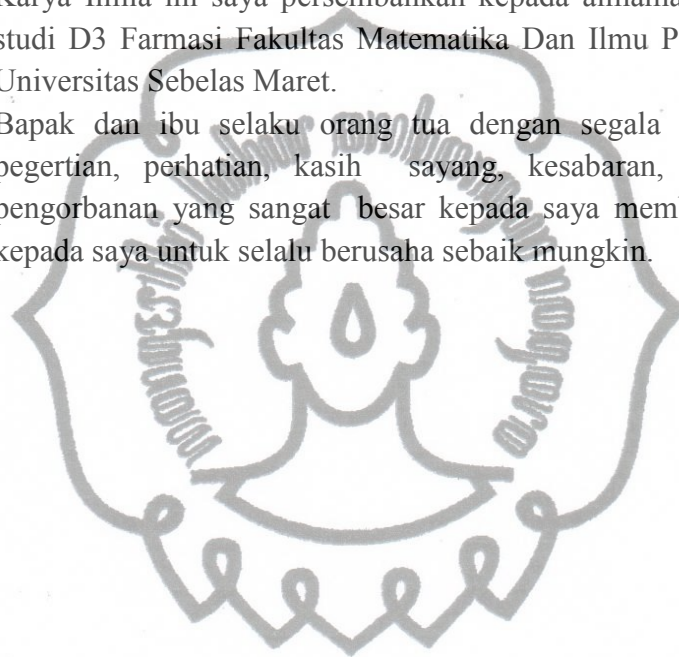 Karya Ilmia ini saya persembahkan kepada
studi D3 Farmasi Fakultas Matematika Dan Ilmu P
Universitas Sebelas Maret.
Bapak dan ibu selaku orang tua dengan segala
pegertian, perhatian, kasih sayang, kesabaran,
pengorbanan yang sangat besar kepada saya mem
kepada saya untuk selalu berusaha sebaik mungkin.